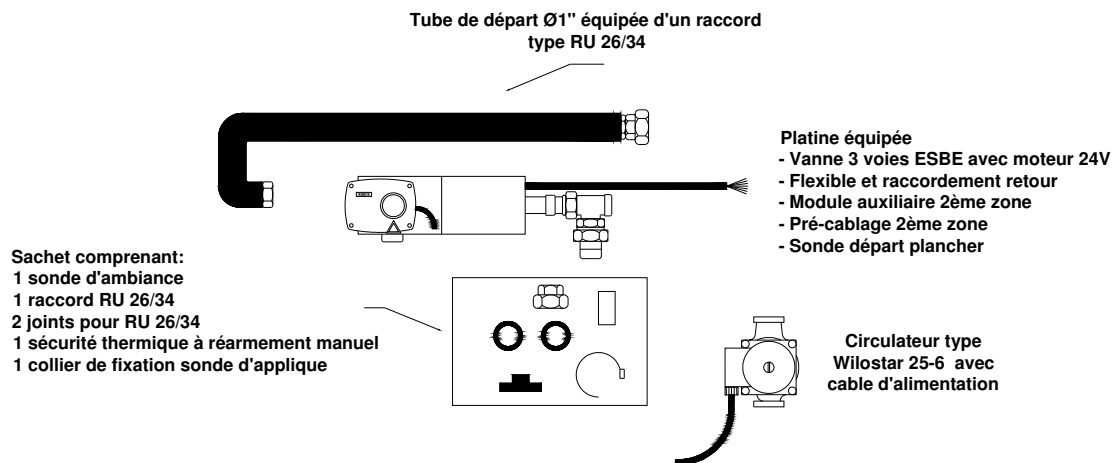 Tube de départ Ø1" équipée d'un raccord
type RU 26/34
Platine équipée
- Vanne 3 voies ESBE avec moteur 24V
- Flexible et raccordement retour
- Module auxiliaire 2ème zone
- Pré-cablage 2ème zone
- Sonde départ plancher
Sachet comprenant:
1 sonde d'ambiance
1 raccord RU 26/34
2 joints pour RU 26/34
1 sécurité thermique à réarmement manuel
1 collier de fixation sonde d'applique
Circulateur type
Wilostar 25-6 avec
cable d'alimentation